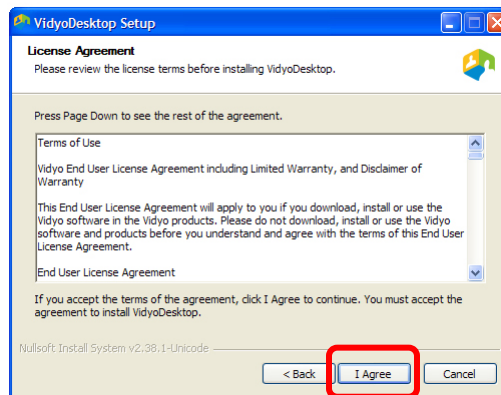 VidyoDesktop Setup
License Agreement
Please review the license terms before installing VidyoDesktop.
Press Page Down to see the rest of the agreement.
Terms of Use
Vidyo End User License Agreement including Limited Warranty, and Disclaimer of
Warranty
This End User License Agreement will apply to you if you download, install or use the
Vidyo software in the Vidyo products. Please do not download, install or use the Vidyo
software and products before you understand and agree with the terms of this End User
License Agreement.
End User License Agreement
If you accept the terms of the agreement, click I Agree to continue. You must accept the
agreement to install VidyoDesktop.
Nullsoft Install System v2.38.1-Unicode
< Back I Agree Cancel